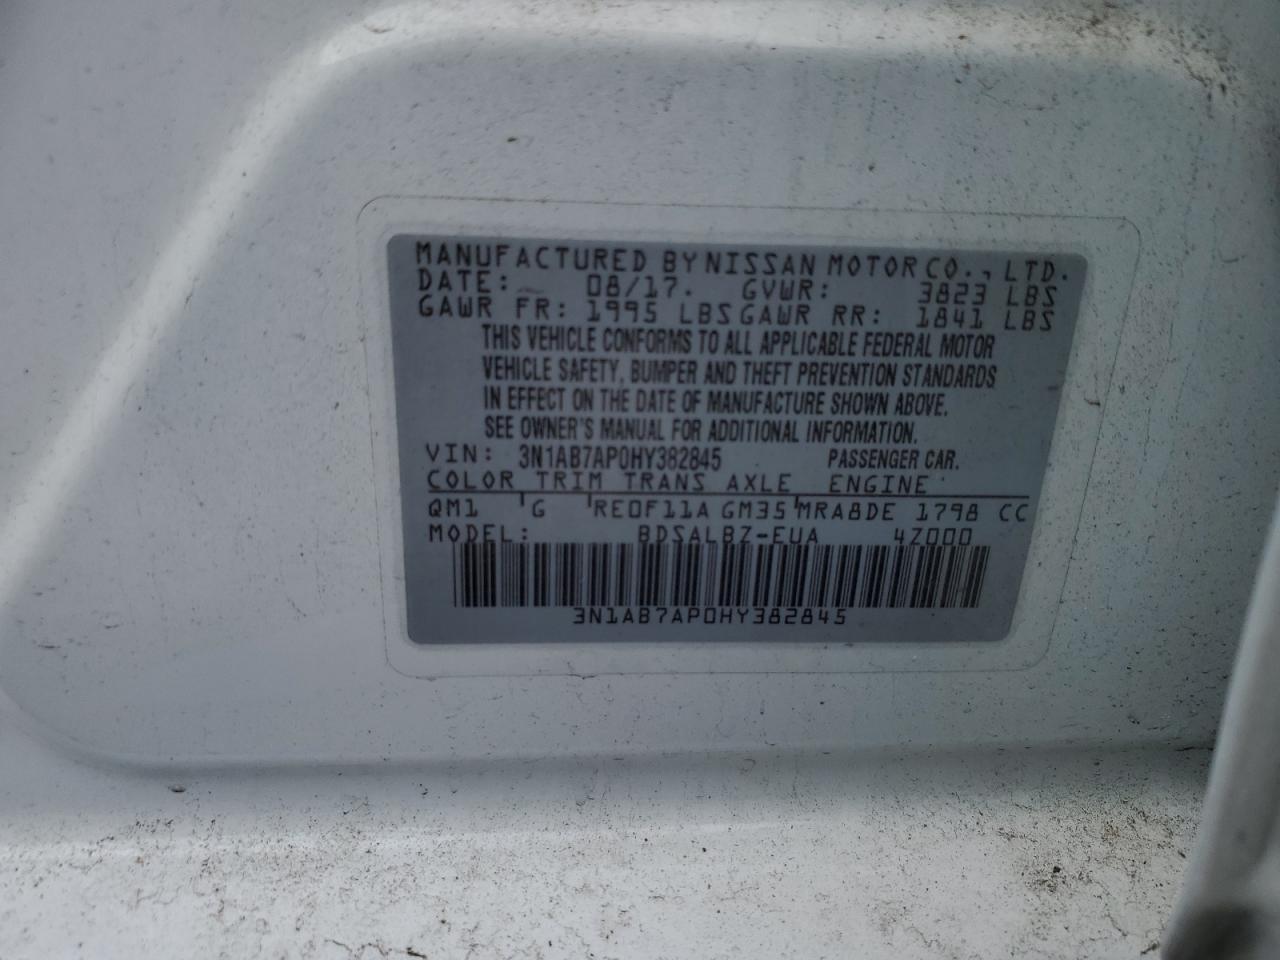 MANUFACTURED BY NISSAN MOTOR CO., LTD.
DATE: 08/17. GVWR: 3823 LBS
GAWR FR: 1995 LBS GAWR RR: 1841 LBS
THIS VEHICLE CONFORMS TO ALL APPLICABLE FEDERAL MOTOR
VEHICLE SAFETY, BUMPER AND THEFT PREVENTION STANDARDS
IN EFFECT ON THE DATE OF MANUFACTURE SHOWN ABOVE.
SEE OWNER'S MANUAL FOR ADDITIONAL INFORMATION.
VIN: 3N1AB7AP0HY382845 PASSENGER CAR.
COLOR TRIM TRANS AXLE ENGINE
QM1 G RE0F11A GM35 MRA8DE 1798 CC
MODEL: BDSALBZ-EUA 4Z000
3N1AB7AP0HY382845